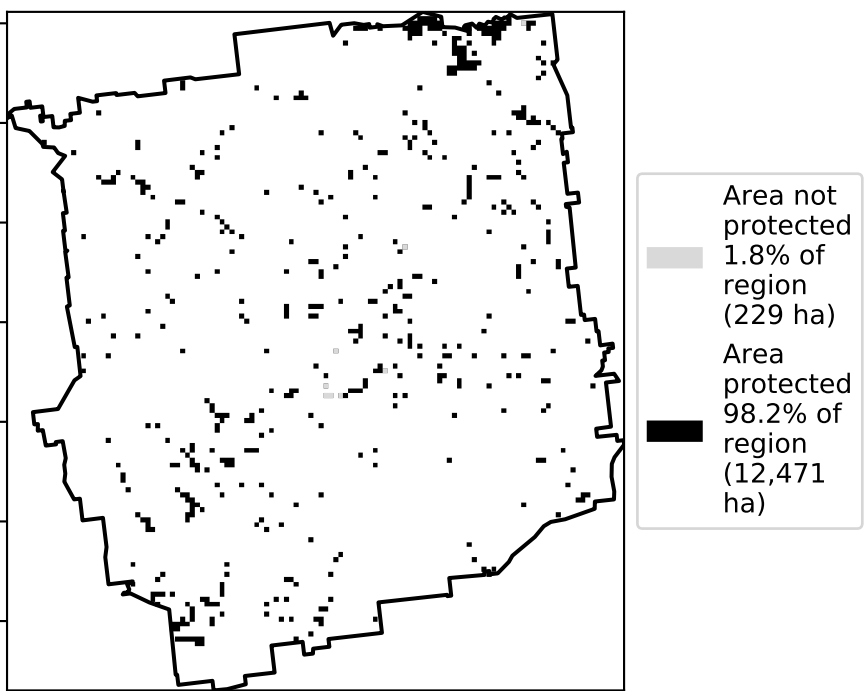 Area not
protected
1.8% of
region
(229 ha)
Area
protected
98.2% of
region
(12,471
ha)